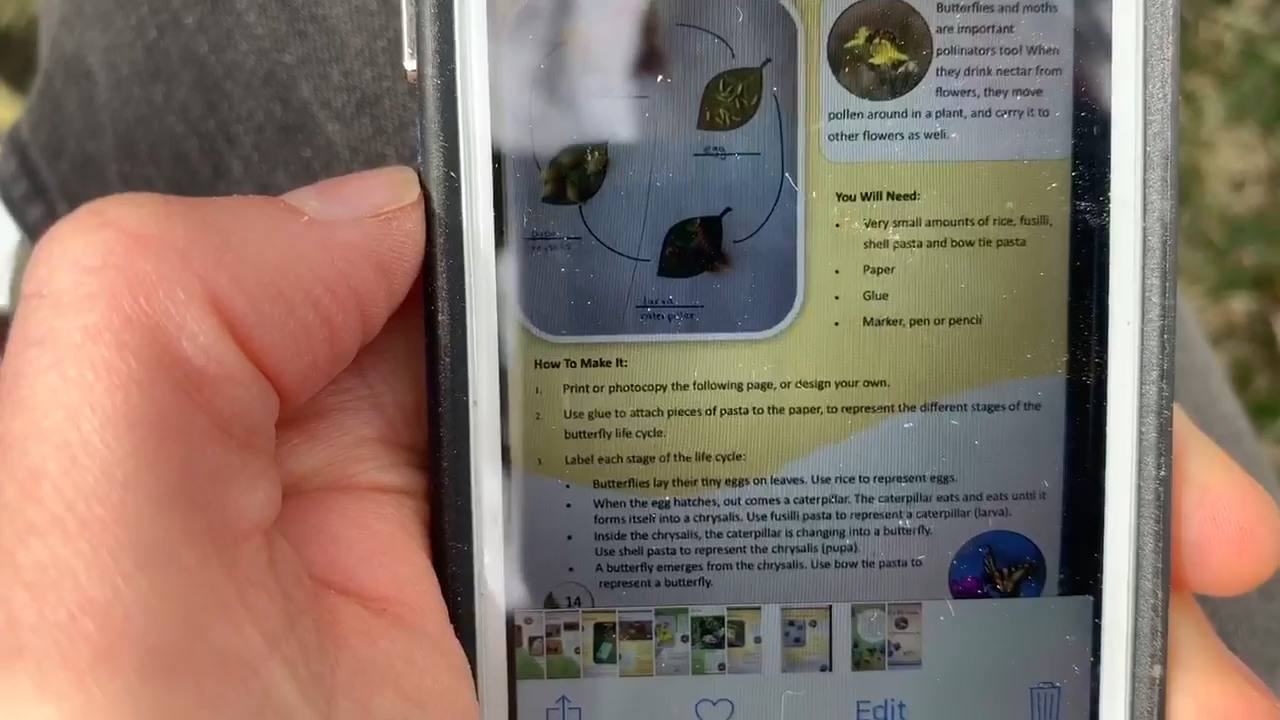 Butterflies and moths
are important
pollinators too! When
they drink nectar from
flowers, they move
pollen around in a plant, and carry it to
other flowers as well.
egg
larva
caterpillar
You Will Need:
Very small amounts of rice, fusilli,
shell pasta and bow tie pasta
Paper
Glue
Marker, pen or pencil
How To Make It:
1. Print or photocopy the following page, or design your own.
2. Use glue to attach pieces of pasta to the paper, to represent the different stages of the
butterfly life cycle.
3. Label each stage of the life cycle:
Butterflies lay their tiny eggs on leaves. Use rice to represent eggs.
When the egg hatches, out comes a caterpillar. The caterpillar eats and eats until it
forms itself into a chrysalis. Use fusilli pasta to represent a caterpillar (larva).
Inside the chrysalis, the caterpillar is changing into a butterfly.
Use shell pasta to represent the chrysalis (pupa).
A butterfly emerges from the chrysalis. Use bow tie pasta to
represent a butterfly.
14
Edit